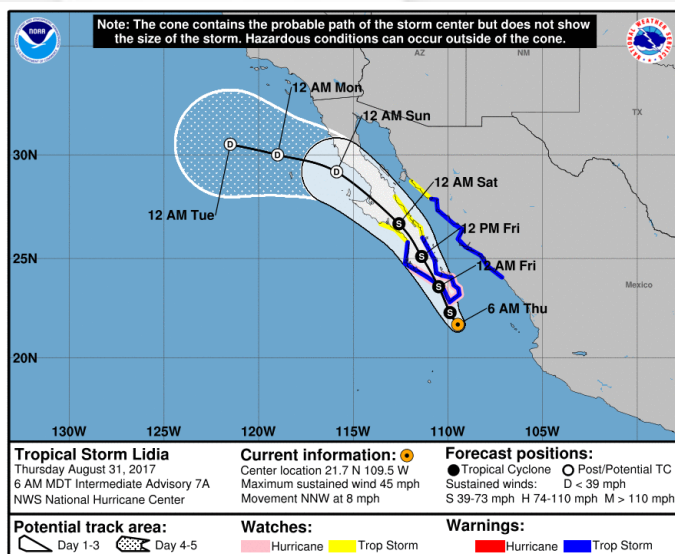 Note: The cone contains the probable path of the storm center but does not show
the size of the storm. Hazardous conditions can occur outside of the cone.
NOAA
NATIONAL WEATHER SERVICE
AZ
NM
TX
12 AM Mon
12 AM Sun
30N
D
D
D
12 AM Sat
12 AM Tue
S
12 PM Fri
25N
S
12 AM Fri
S
Mexico
6 AM Thu
S
20N
130W 125W 120W 115W 110W 105W
Tropical Storm Lidia
Thursday August 31, 2017
6 AM MDT Intermediate Advisory 7A
NWS National Hurricane Center
Current information:
Center location 21.7 N 109.5 W
Maximum sustained wind 45 mph
Movement NNW at 8 mph
Forecast positions:
Tropical Cyclone Post/Potential TC
Sustained winds: D < 39 mph
S 39-73 mph H 74-110 mph M > 110 mph
Potential track area:
Day 1-3 Day 4-5
Watches:
Hurricane Trop Storm
Warnings:
Hurricane Trop Storm